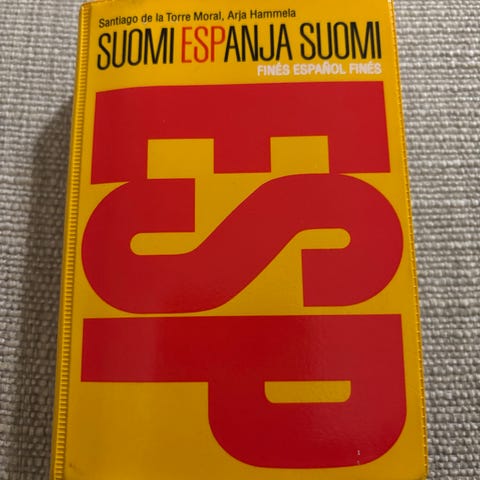 Santiago de la Torre Moral, Arja Hammela
SUOMI ESPANJA SUOMI
FINÉS ESPAÑOL FINÉS
ESP